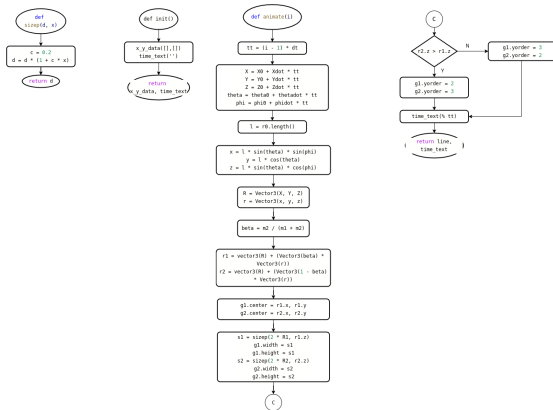 def
sizep(d, x)
c = 0.2
d = d * (1 + c * x)
return d
def init()
x_y_data([],[])
time_text('')
return
x_y_data, time_text
def animate(i)
tt = (i - 1) * dt
X = X0 + Xdot * tt
Y = Y0 + Ydot * tt
Z = Z0 + Zdot * tt
theta = theta0 + thetadot * tt
phi = phi0 + phidot * tt
l = r0.length()
x = l * sin(theta) * sin(phi)
y = l * cos(theta)
z = l * sin(theta) * cos(phi)
R = Vector3(X, Y, Z)
r = Vector3(x, y, z)
beta = m2 / (m1 + m2)
r1 = vector3(R) + (Vector3(beta) *
Vector3(r))
r2 = vector3(R) + (Vector3(1 - beta)
* Vector3(r))
g1.center = r1.x, r1.y
g2.center = r2.x, r2.y
s1 = sizep(2 * R1, r1.z)
g1.width = s1
g1.height = s1
s2 = sizep(2 * R2, r2.z)
g2.width = s2
g2.height = s2
C
C
r2.z > r1.z
N
g1.yorder = 3
g2.yorder = 2
Y
g1.yorder = 2
g2.yorder = 3
time_text(% tt)
( return line, )
time_text